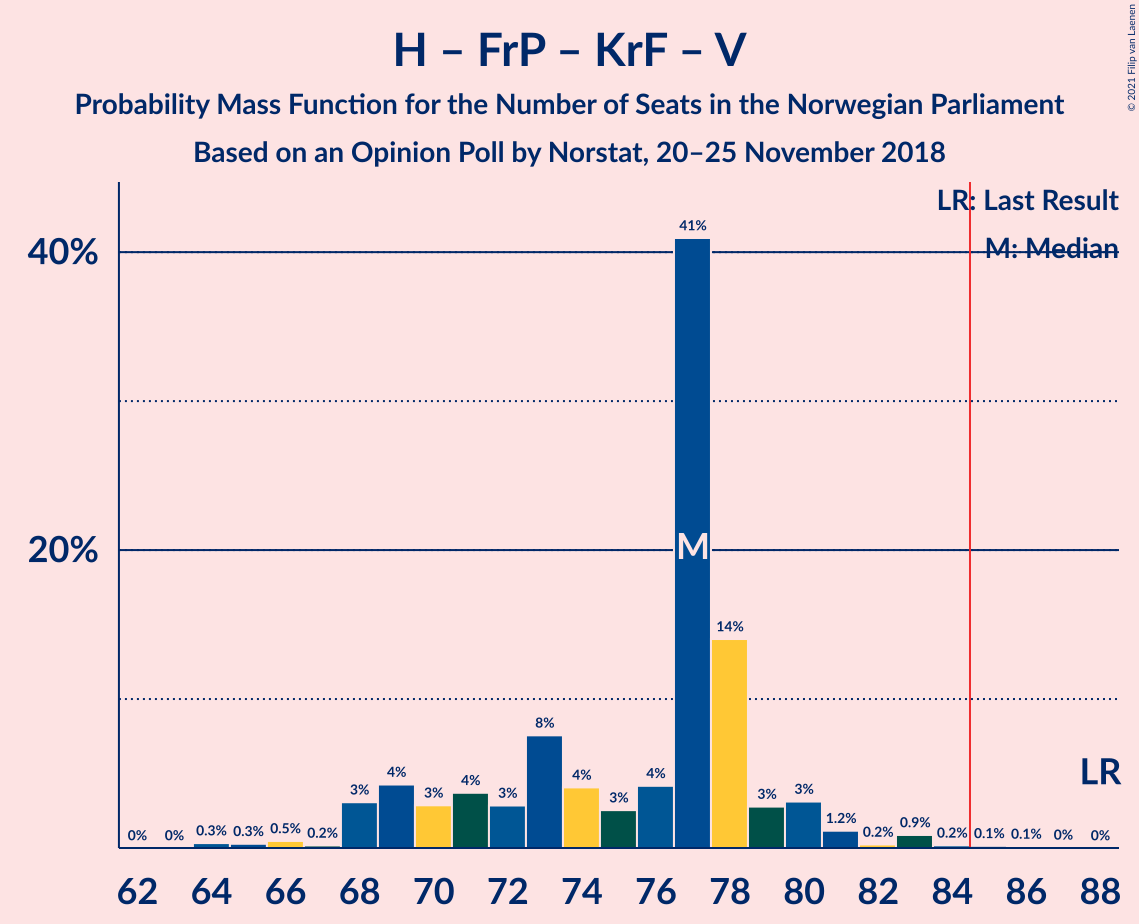 H – FrP – KrF – V
Probability Mass Function for the Number of Seats in the Norwegian Parliament
Based on an Opinion Poll by Norstat, 20–25 November 2018
© 2021 Filip van Laenen
LR: Last Result
M: Median
40%
20%
0% 0% 0.3% 0.3% 0.5% 0.2% 3% 4% 3% 4% 3% 8% 4% 3% 4% 41% 14% 3% 3% 1.2% 0.2% 0.9% 0.2% 0.1% 0.1% 0% 0%
M
LR
62 64 66 68 70 72 74 76 78 80 82 84 86 88